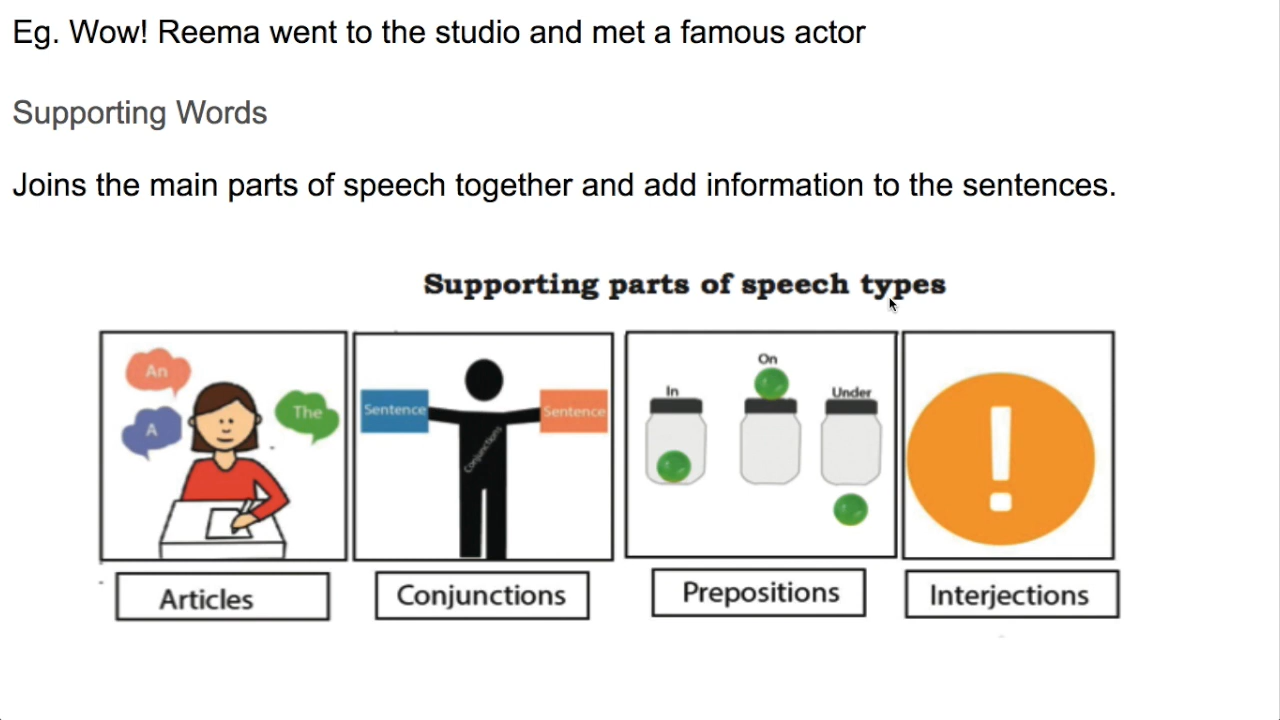 Eg. Wow! Reema went to the studio and met a famous actor
Supporting Words
Joins the main parts of speech together and add information to the sentences.
Supporting parts of speech types
An
A
The
Sentence
Conjunctions
Sentence
In
On
Under
!
Articles
Conjunctions
Prepositions
Interjections